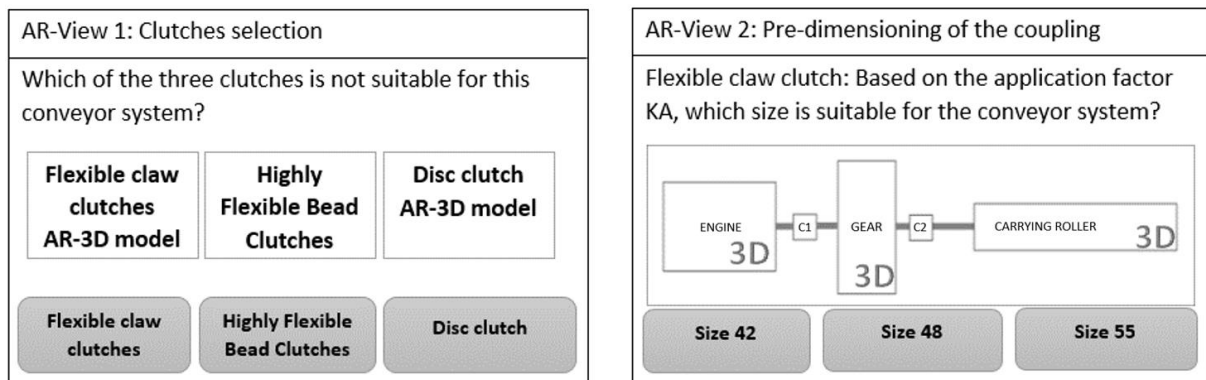 AR-View 1: Clutches selection
Which of the three clutches is not suitable for this
conveyor system?
Flexible claw
clutches
AR-3D model
Highly
Flexible Bead
Clutches
Disc clutch
AR-3D model
Flexible claw
clutches
Highly Flexible
Bead Clutches
Disc clutch
AR-View 2: Pre-dimensioning of the coupling
Flexible claw clutch: Based on the application factor
KA, which size is suitable for the conveyor system?
ENGINE
3D
C1
GEAR
3D
C2
CARRYING ROLLER
3D
Size 42
Size 48
Size 55